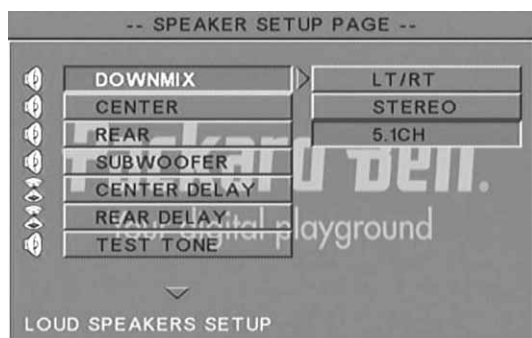 -- SPEAKER SETUP PAGE --
DOWNMIX
LT/RT
CENTER
STEREO
REAR
5.1CH
SUBWOOFER
CENTER DELAY
REAR DELAY
TEST TONE
Packard Bell.
Your digital playground
LOUD SPEAKERS SETUP